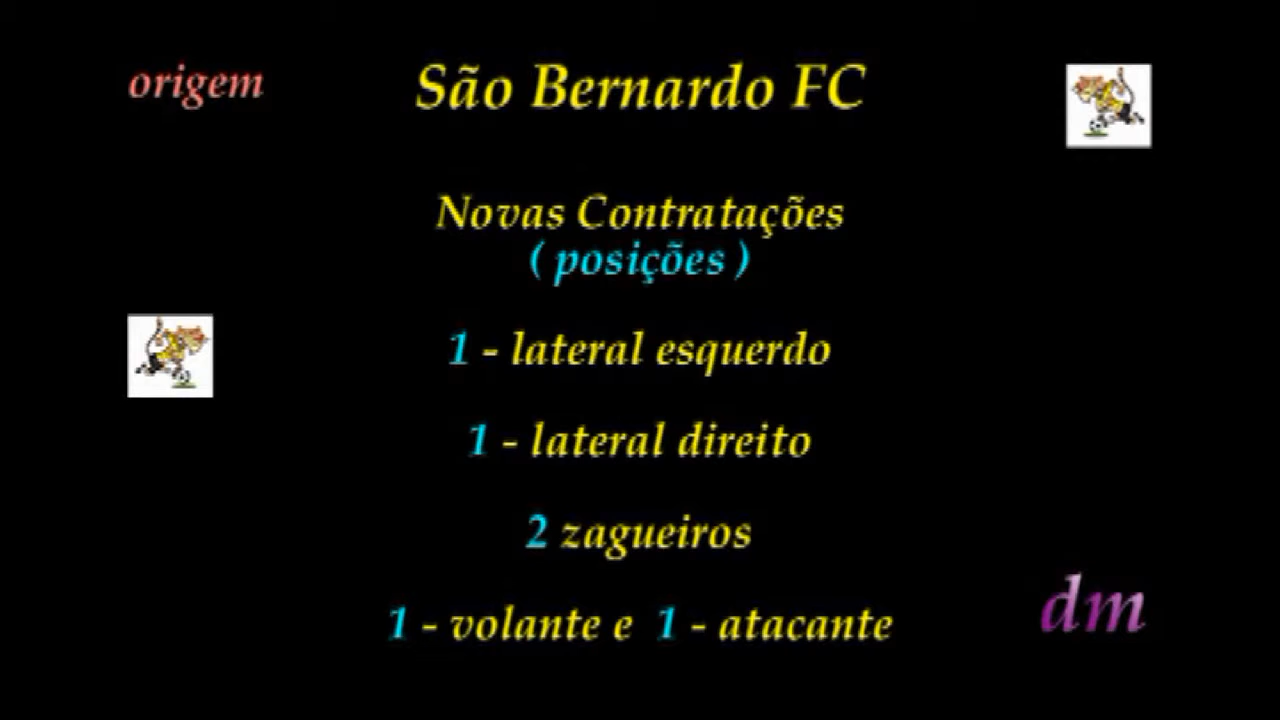 origem
São Bernardo FC
Novas Contratações
( posições )
1 - lateral esquerdo
1 - lateral direito
2 zagueiros
1 - volante e 1 - atacante
dm